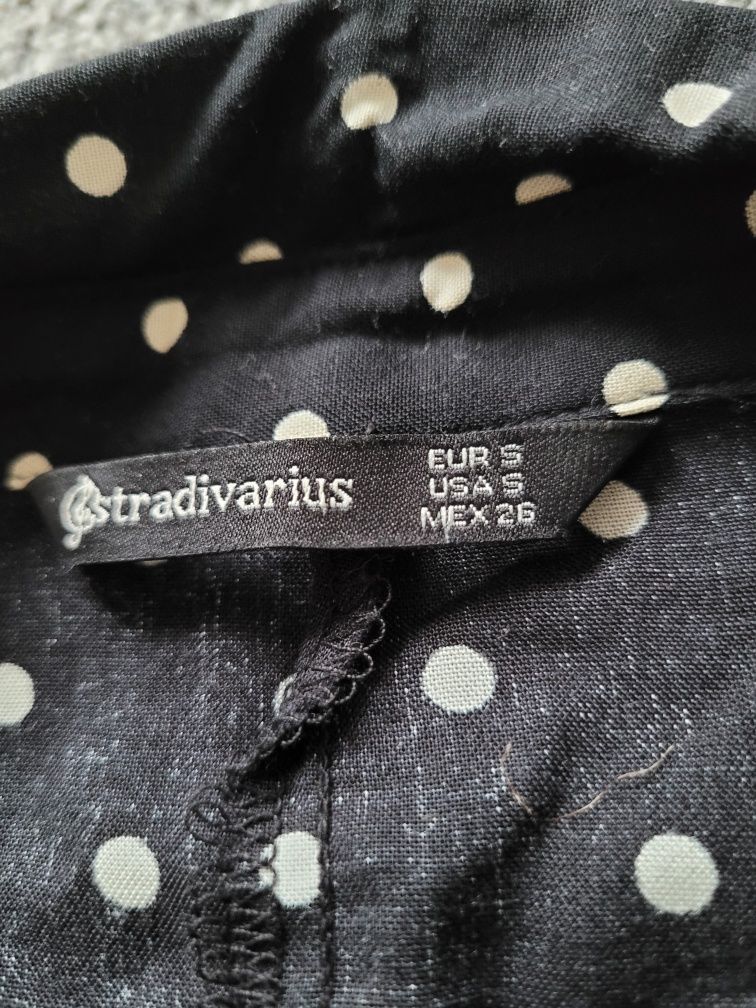 stradivarius
EUR S
USA S
MEX 26